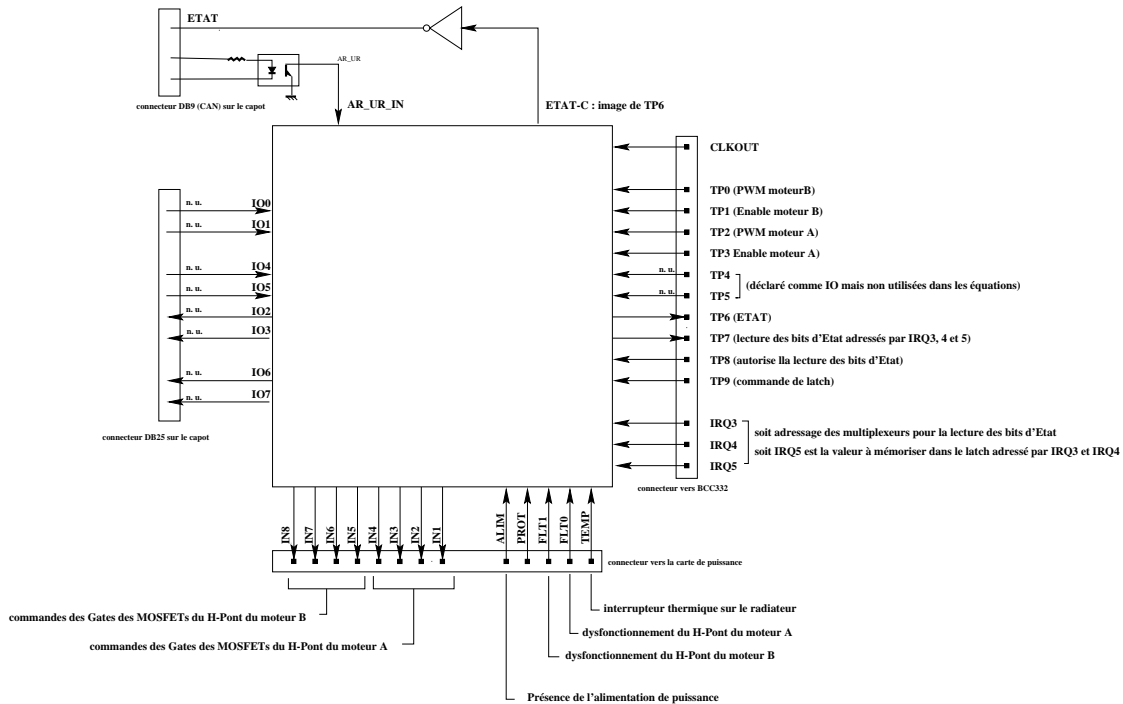 ETAT
AR_UR
connecteur DB9 (CAN) sur le capot
AR_UR_IN
ETAT-C : image de TP6
CLKOUT
TP0 (PWM moteurB)
TP1 (Enable moteur B)
TP2 (PWM moteur A)
TP3 Enable moteur A)
n. u. TP4
n. u. TP5
(déclaré comme IO mais non utilisées dans les équations)
TP6 (ETAT)
TP7 (lecture des bits d'Etat adressés par IRQ3, 4 et 5)
TP8 (autorise lla lecture des bits d'Etat)
TP9 (commande de latch)
IRQ3
IRQ4
IRQ5
soit adressage des multiplexeurs pour la lecture des bits d'Etat
soit IRQ5 est la valeur à mémoriser dans le latch adressé par IRQ3 et IRQ4
connecteur vers BCC332
n. u. IO0
n. u. IO1
n. u. IO4
n. u. IO5
n. u. IO2
n. u. IO3
n. u. IO6
n. u. IO7
connecteur DB25 sur le capot
IN8
IN7
IN6
IN5
IN4
IN3
IN2
IN1
ALIM
PROT
FLT1
FLT0
TEMP
connecteur vers la carte de puissance
commandes des Gates des MOSFETs du H-Pont du moteur B
commandes des Gates des MOSFETs du H-Pont du moteur A
interrupteur thermique sur le radiateur
dysfonctionnement du H-Pont du moteur A
dysfonctionnement du H-Pont du moteur B
Présence de l'alimentation de puissance